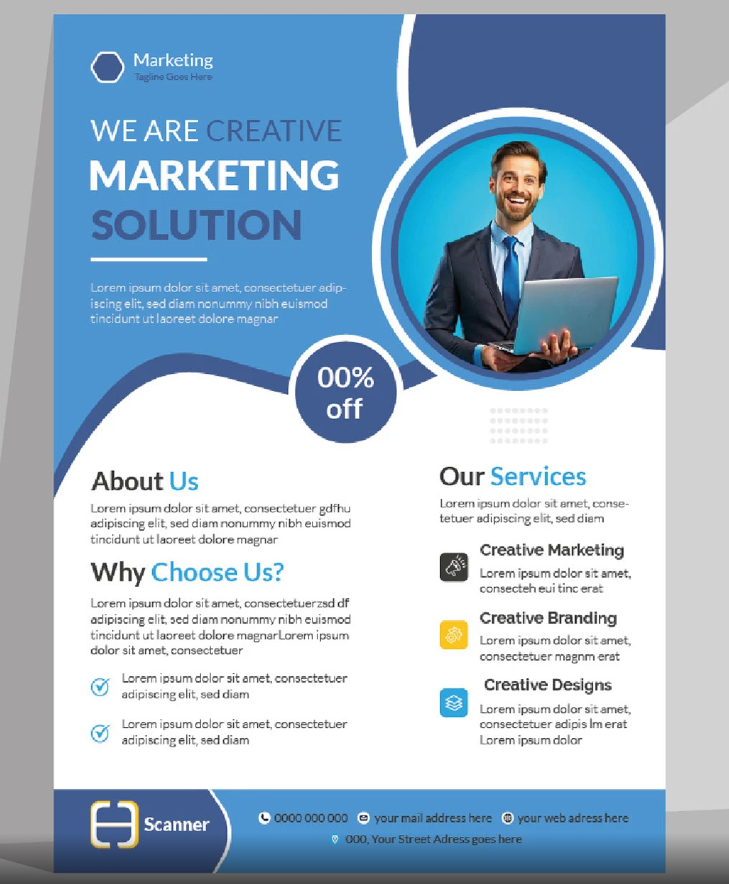 Marketing
Tagline Goes Here
WE ARE CREATIVE
MARKETING
SOLUTION
Lorem ipsum dolor sit amet, consectetuer adip-
iscing elit, sed diam nonummy nibh euismod
tincidunt ut laoreet dolore magnar
00%
off
About Us
Lorem ipsum dolor sit amet, consectetuer gdfhu
adipiscing elit, sed diam nonummy nibh euismod
tincidunt ut laoreet dolore magnar
Why Choose Us?
Lorem ipsum dolor sit amet, consectetuerzsd df
adipiscing elit, sed diam nonummy nibh euismod
tincidunt ut laoreet dolore magnarLorem ipsum
dolor sit amet, consectetuer
Lorem ipsum dolor sit amet, consectetuer
adipiscing elit, sed diam
Lorem ipsum dolor sit amet, consectetuer
adipiscing elit, sed diam
Our Services
Lorem ipsum dolor sit amet, conse-
tetuer adipiscing elit, sed diam
Creative Marketing
Lorem ipsum dolor sit amet,
consecteh eui tinc erat
Creative Branding
Lorem ipsum dolor sit amet,
consectetuer magnm erat
Creative Designs
Lorem ipsum dolor sit amet,
consectetuer adipis lm erat
Lorem ipsum dolor
Scanner
0000 000 000 your mail address here your web adress here
000, Your Street Adress goes here